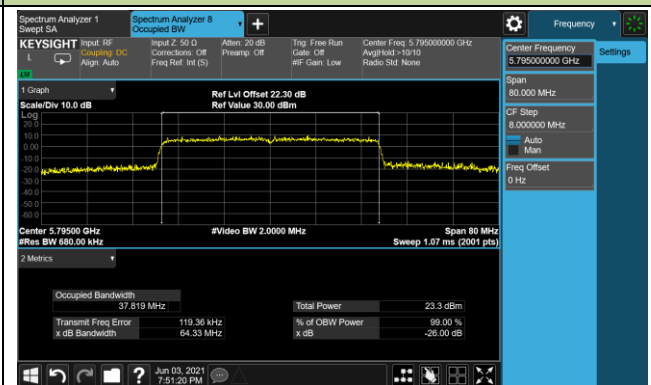 Spectrum Analyzer 1
Swept SA
Spectrum Analyzer 8
Occupied BW
Frequency
KEYSIGHT
L
Input: RF
Coupling: DC
Align: Auto
Input Z: 50 Ω
Corrections: Off
Freq Ref: Int (S)
Atten: 20 dB
Preamp: Off
Trig: Free Run
Gate: Off
#IF Gain: Low
Center Freq: 5.795000000 GHz
Avg|Hold:>10/10
Radio Std: None
Center Frequency
5.795000000 GHz
Settings
Span
80.000 MHz
CF Step
8.000000 MHz
Auto
Man
Freq Offset
0 Hz
1 Graph
Scale/Div 10.0 dB
Ref Lvl Offset 22.30 dB
Ref Value 30.00 dBm
Log
20.0
10.0
0.00
-10.0
-20.0
-30.0
-40.0
-50.0
-60.0
Center 5.79500 GHz
#Res BW 680.00 kHz
#Video BW 2.0000 MHz
Span 80 MHz
Sweep 1.07 ms (2001 pts)
2 Metrics
Occupied Bandwidth
37.819 MHz
Total Power 23.3 dBm
Transmit Freq Error 119.36 kHz
% of OBW Power 99.00 %
x dB Bandwidth 64.33 MHz
x dB -26.00 dB
Jun 03, 2021
7:51:20 PM